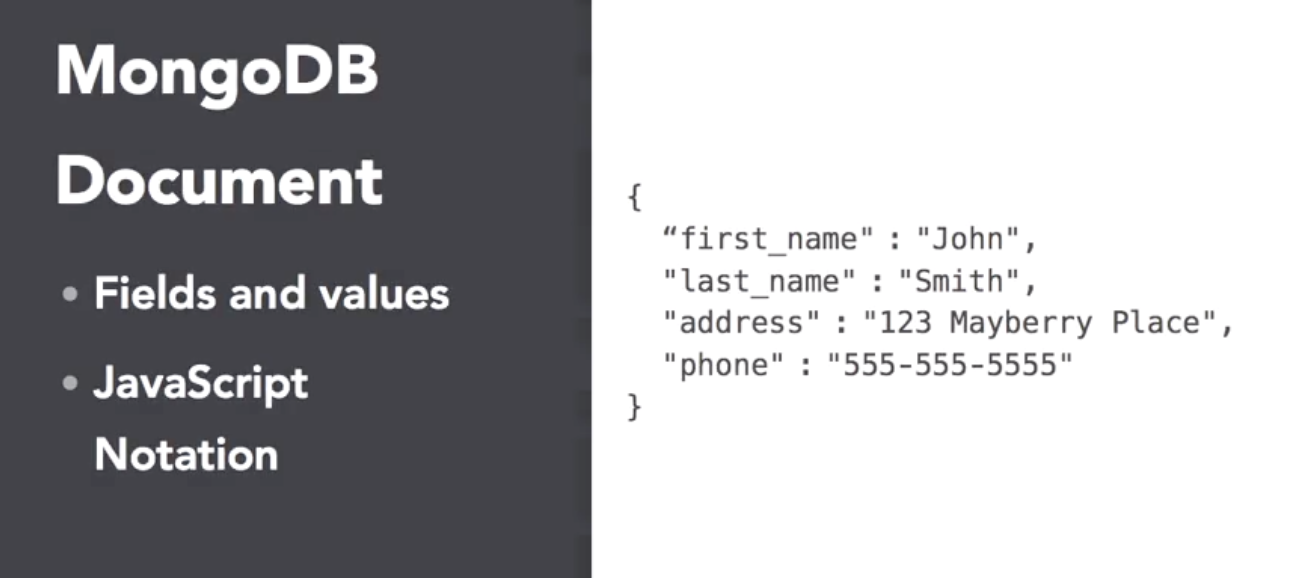 MongoDB
Document
• Fields and values
• JavaScript
Notation
{
“first_name" : "John",
"last_name" : "Smith",
"address" : "123 Mayberry Place",
"phone" : "555-555-5555"
}